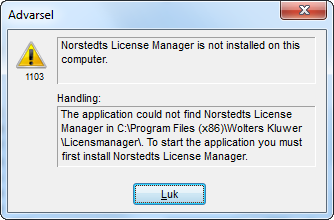 Advarsel
Norstedts License Manager is not installed on this
computer.
1103
Handling:
The application could not find Norstedts License
Manager in C:\Program Files (x86)\Wolters Kluwer
\Licensmanager\. To start the application you must
first install Norstedts License Manager.
Luk